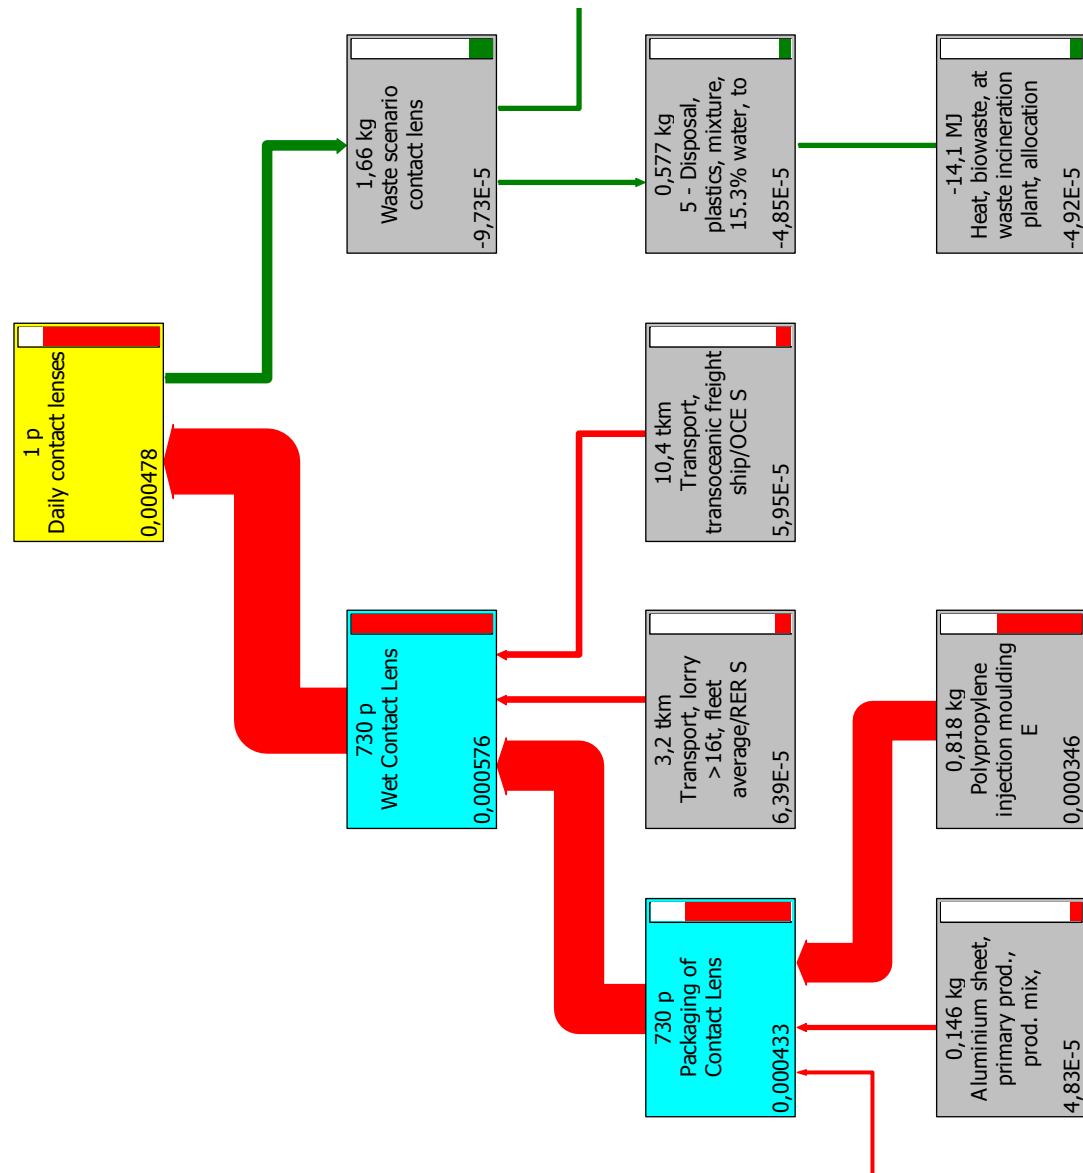 1 p
Daily contact lenses
0,000478
730 p
Wet Contact Lens
0,000576
1,66 kg
Waste scenario
contact lens
-9,73E-5
730 p
Packaging of
Contact Lens
0,000433
3,2 tkm
Transport, lorry
>16t, fleet
average/RER S
6,39E-5
10,4 tkm
Transport,
transoceanic freight
ship/OCE S
5,95E-5
0,577 kg
5 - Disposal,
plastics, mixture,
15.3% water, to
-4,85E-5
0,146 kg
Aluminium sheet,
primary prod.,
prod. mix,
4,83E-5
0,818 kg
Polypropylene
injection moulding
E
0,000346
-14,1 MJ
Heat, biowaste, at
waste incineration
plant, allocation
-4,92E-5